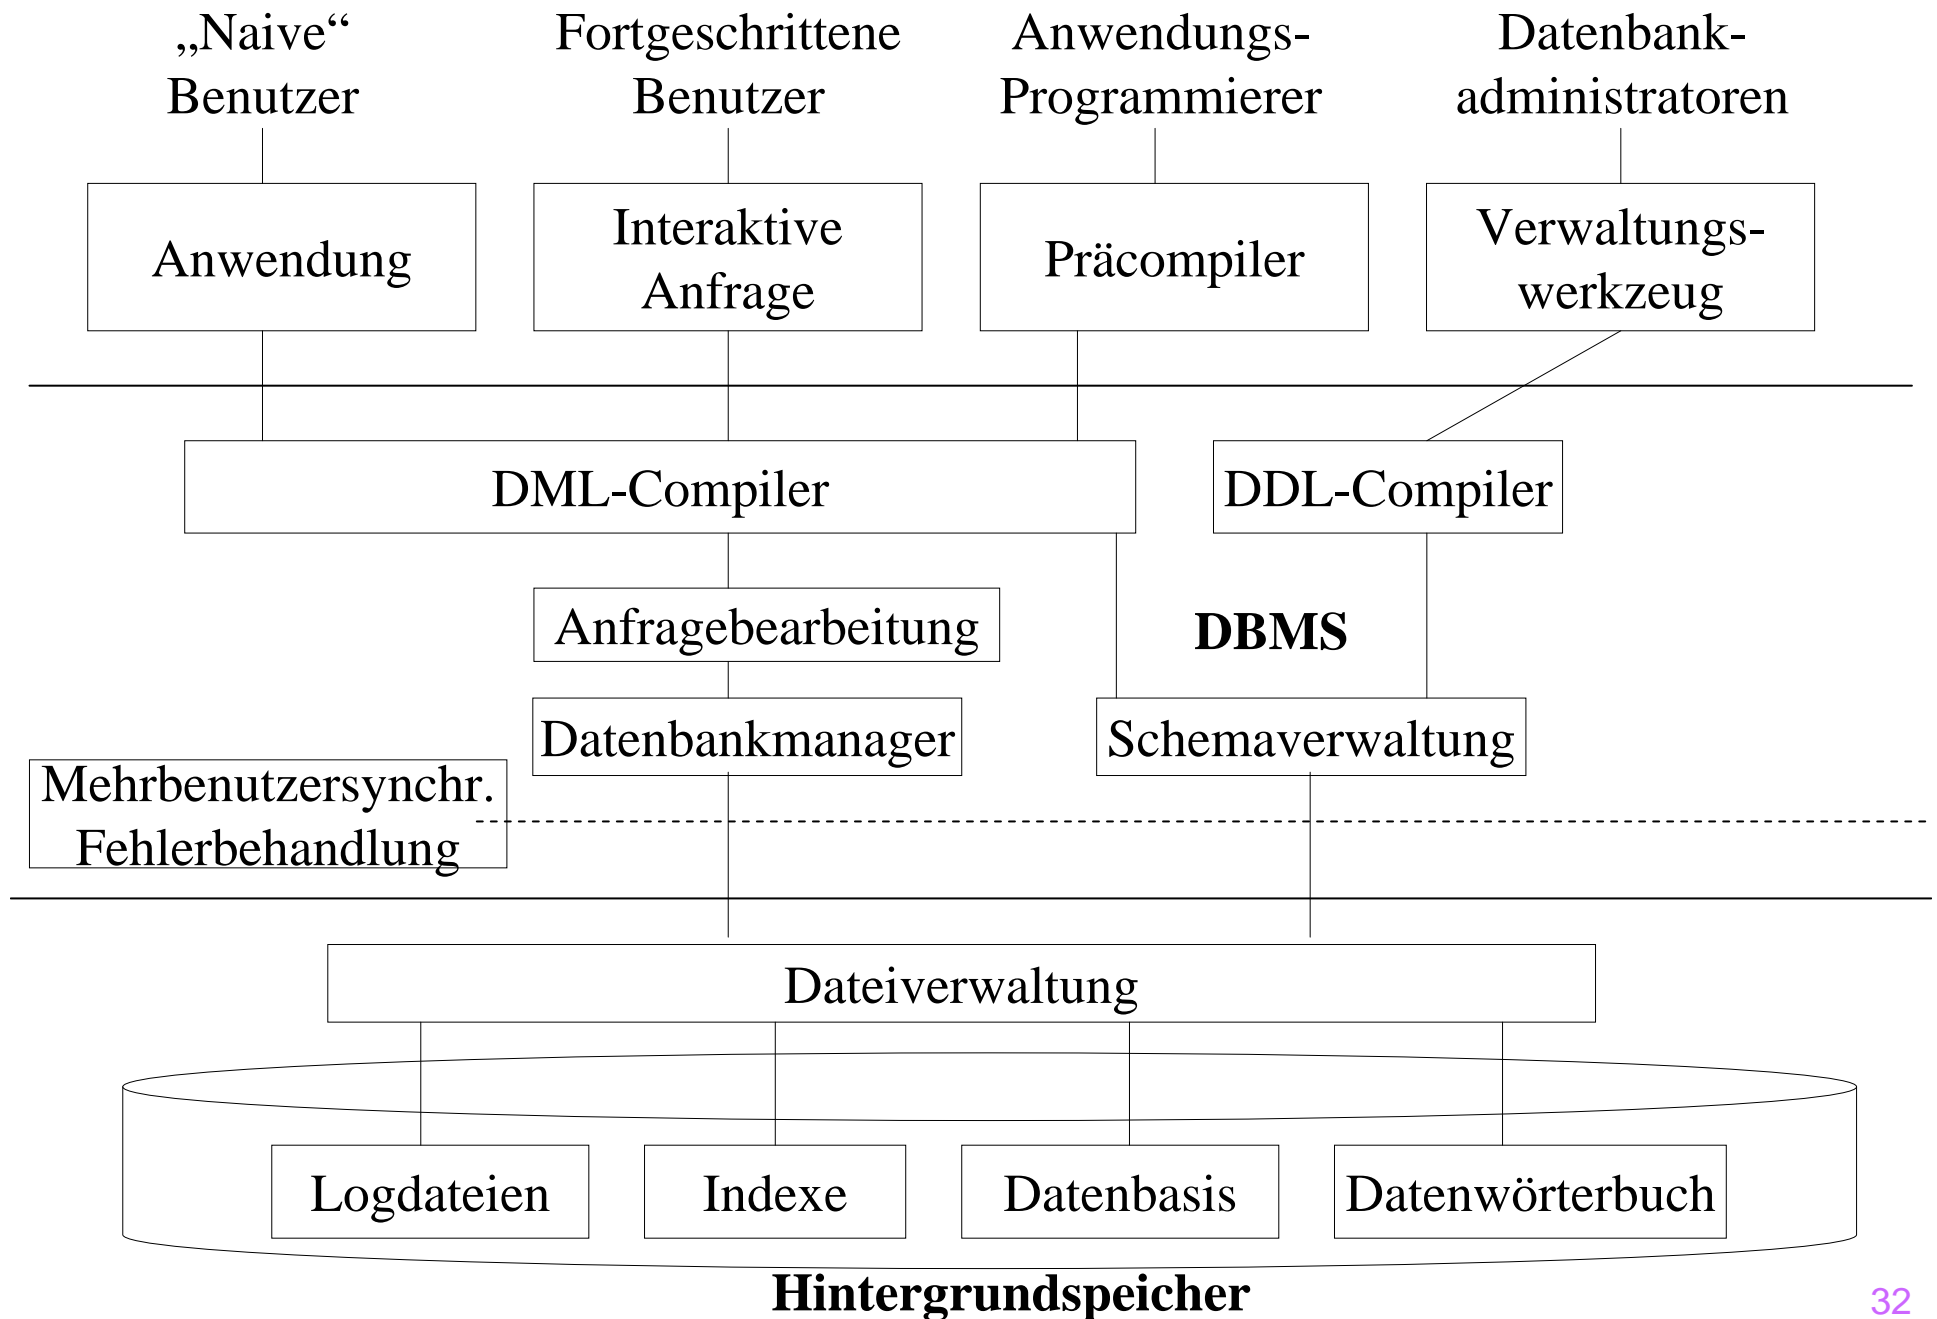 „Naive“
Benutzer
Fortgeschrittene
Benutzer
Anwendungs-
Programmierer
Datenbank-
administratoren
Anwendung
Interaktive
Anfrage
Präcompiler
Verwaltungs-
werkzeug
DML-Compiler
DDL-Compiler
Anfragebearbeitung
DBMS
Datenbankmanager
Schemaverwaltung
Mehrbenutzersynchr.
Fehlerbehandlung
Dateiverwaltung
Logdateien
Indexe
Datenbasis
Datenwörterbuch
Hintergrundspeicher
32